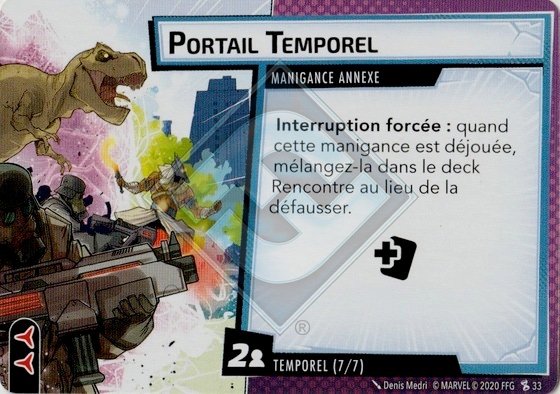 PORTAIL TEMPOREL
MANIGANCE ANNEXE
Interruption forcée : quand
cette manigance est déjouée,
mélangez-la dans le deck
Rencontre au lieu de la
défausser.
2
TEMPOREL (7/7)
Denis Medri © MARVEL © 2020 FFG 33
®